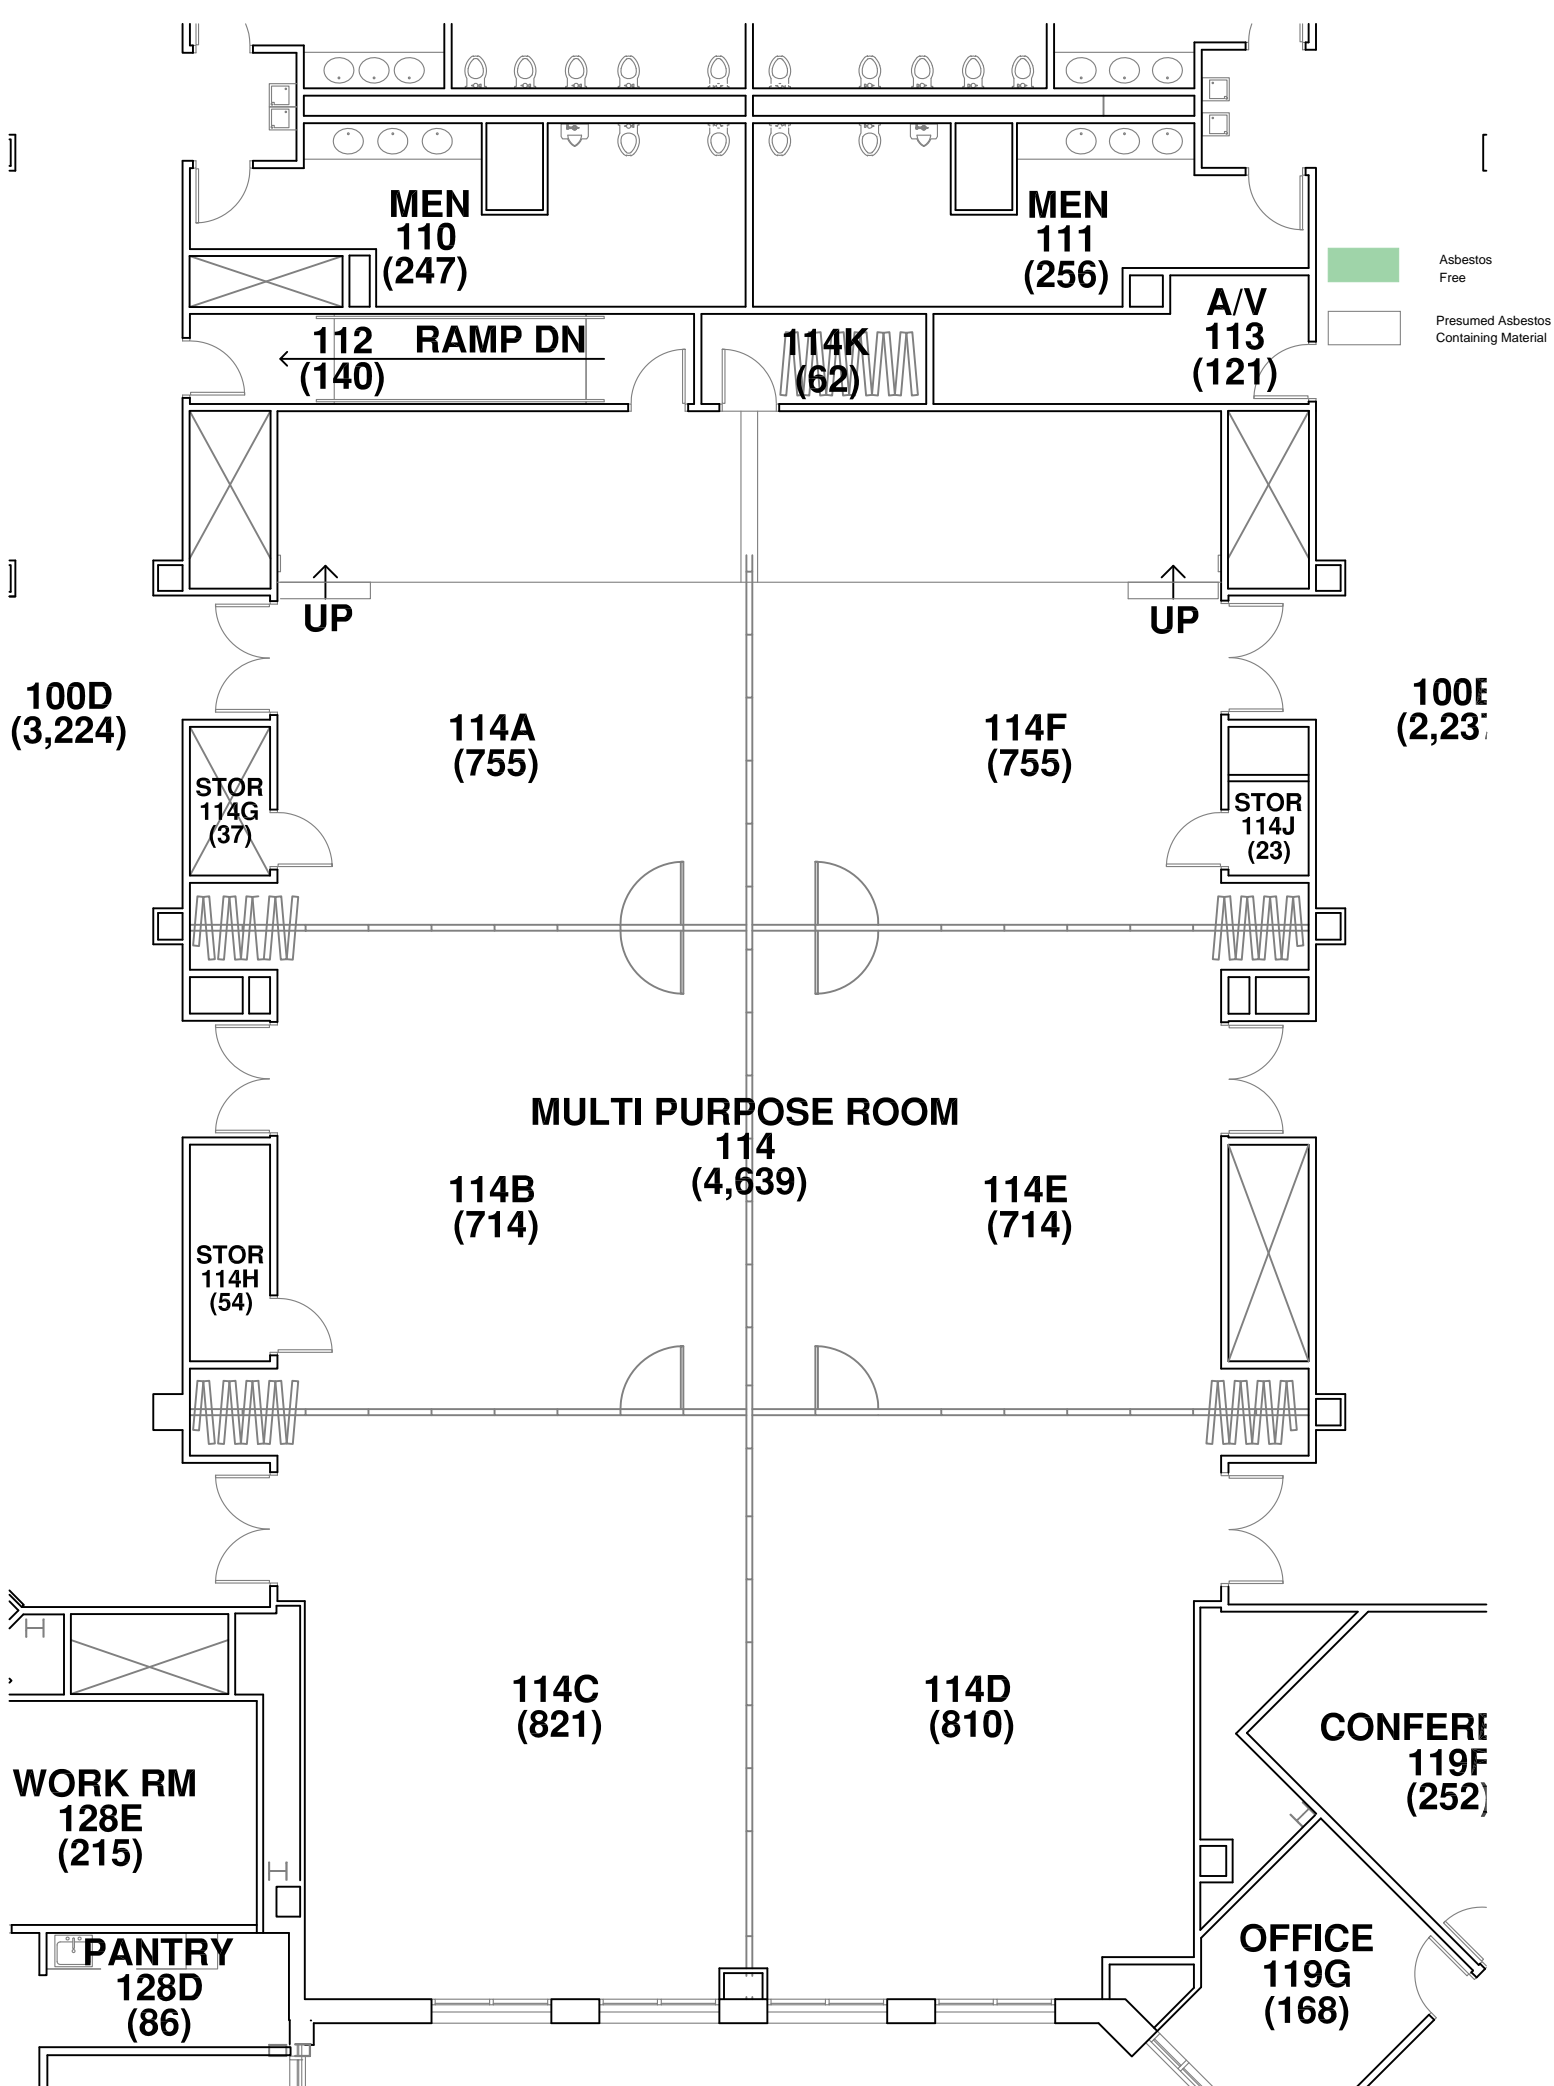 MEN
110
(247)
MEN
111
(256)
Asbestos
Free
Presumed Asbestos
Containing Material
112
(140)
RAMP DN
114K
(62)
A/V
113
(121)
UP
UP
100D
(3,224)
114A
(755)
114F
(755)
STOR
114G
(37)
STOR
114J
(23)
MULTI PURPOSE ROOM
114
(4,639)
114B
(714)
114E
(714)
STOR
114H
(54)
114C
(821)
114D
(810)
WORK RM
128E
(215)
119F
(252)
PANTRY
128D
(86)
OFFICE
119G
(168)